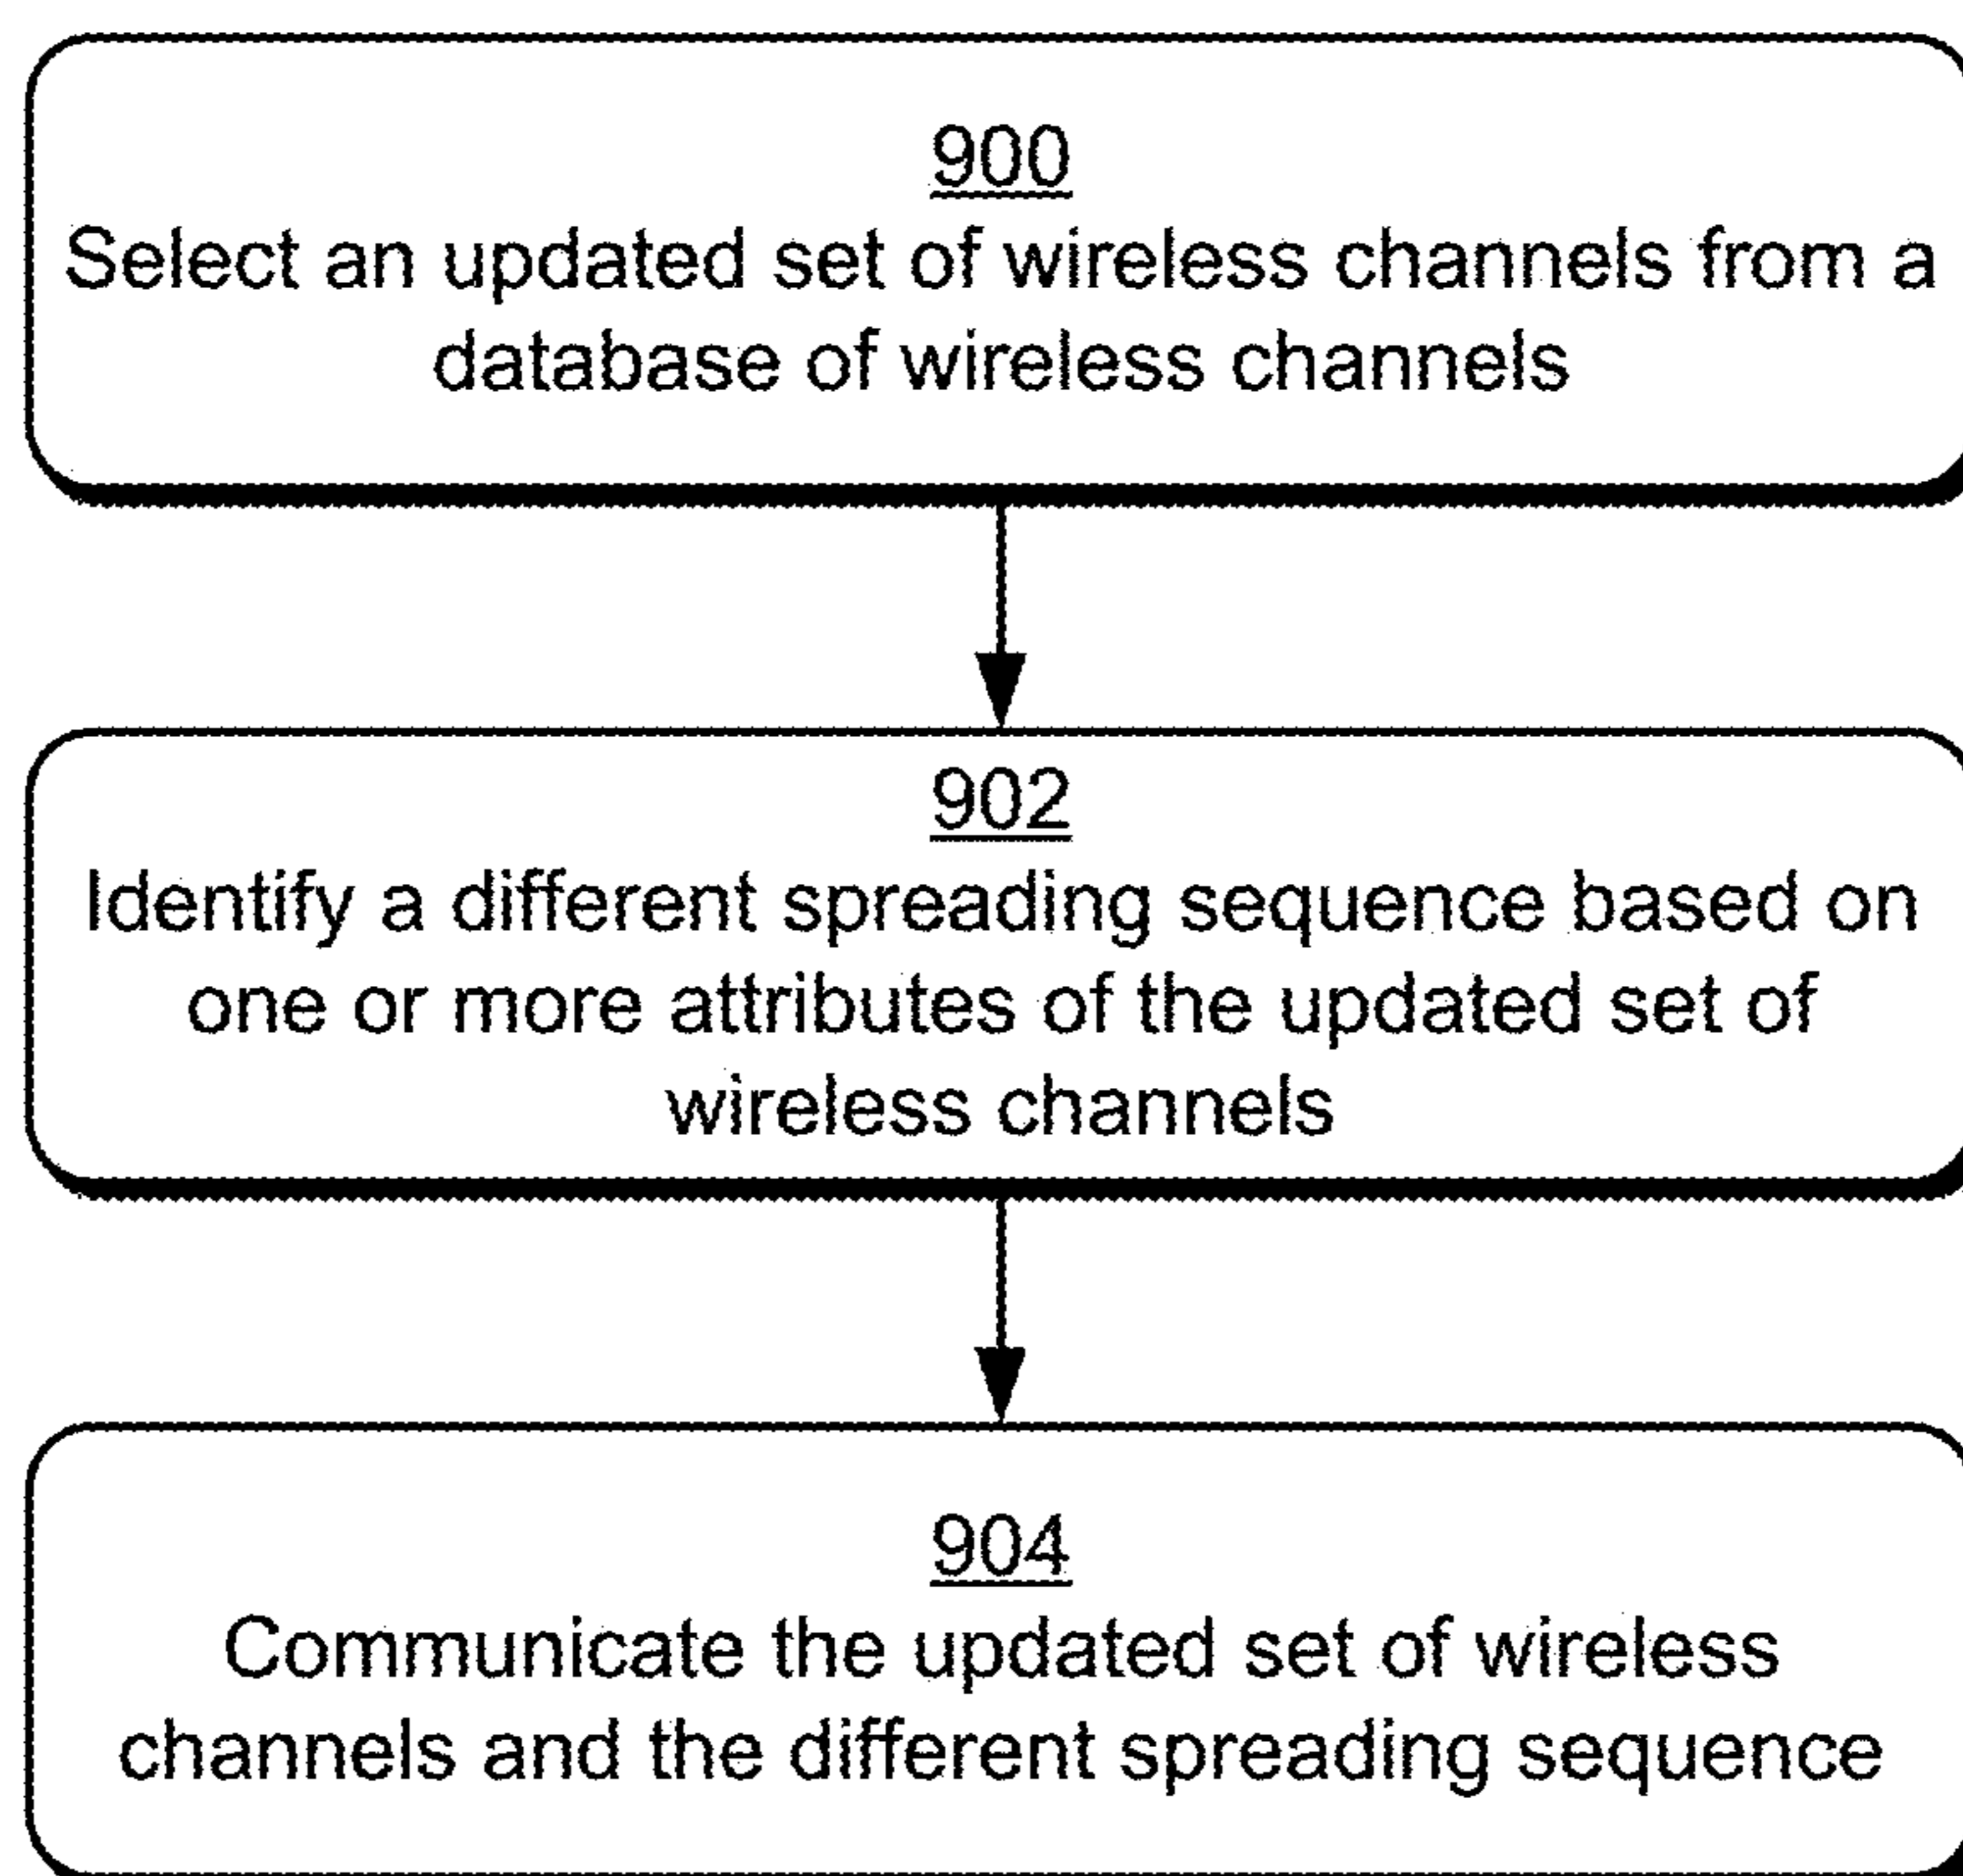 900
Select an updated set of wireless channels from a
database of wireless channels
902
Identify a different spreading sequence based on
one or more attributes of the updated set of
wireless channels
904
Communicate the updated set of wireless
channels and the different spreading sequence